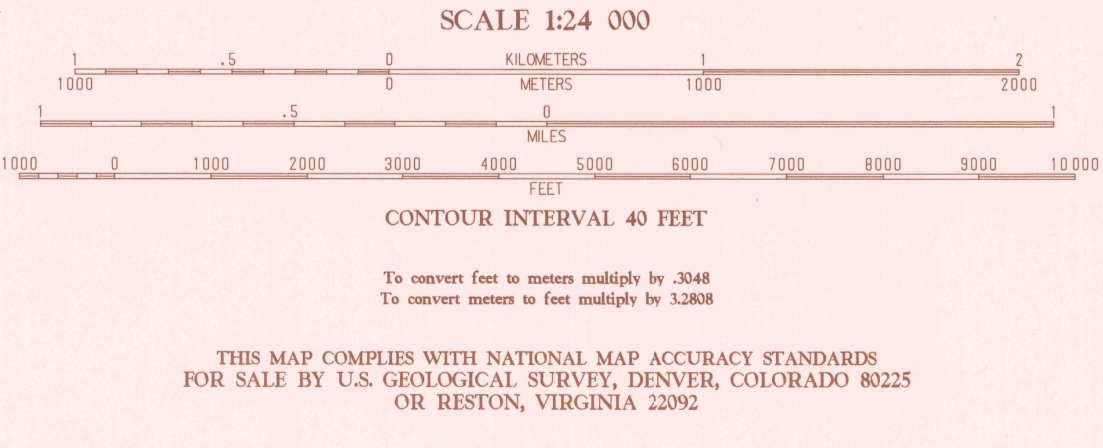 SCALE 1:24 000
1 .5 0 KILOMETERS 1 2
1000 0 METERS 1000 2000
1 .5 0 1
MILES
1000 0 1000 2000 3000 4000 5000 6000 7000 8000 9000 10 000
FEET
CONTOUR INTERVAL 40 FEET
To convert feet to meters multiply by .3048
To convert meters to feet multiply by 3.2808
THIS MAP COMPLIES WITH NATIONAL MAP ACCURACY STANDARDS
FOR SALE BY U.S. GEOLOGICAL SURVEY, DENVER, COLORADO 80225
OR RESTON, VIRGINIA 22092